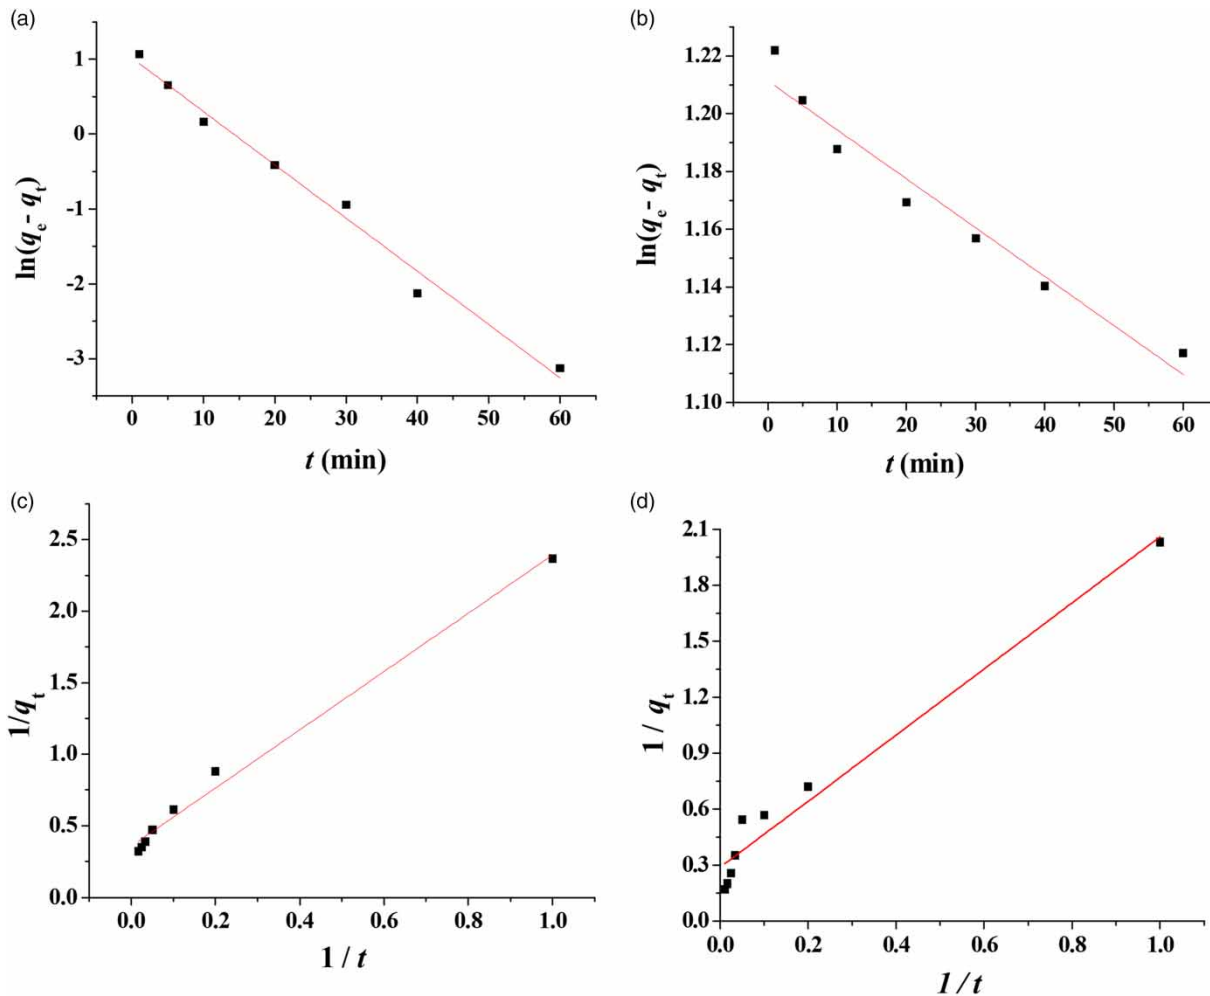 (a)
1
0
-1
-2
-3
ln(qe - qt)
0 10 20 30 40 50 60
t (min)
(b)
1.22
1.20
1.18
1.16
1.14
1.12
1.10
ln(qe - qt)
0 10 20 30 40 50 60
t (min)
(c)
2.5
2.0
1.5
1.0
0.5
0.0
1/qt
0.0 0.2 0.4 0.6 0.8 1.0
1 / t
(d)
2.1
1.8
1.5
1.2
0.9
0.6
0.3
0.0
1 / qt
0.0 0.2 0.4 0.6 0.8 1.0
1 / t